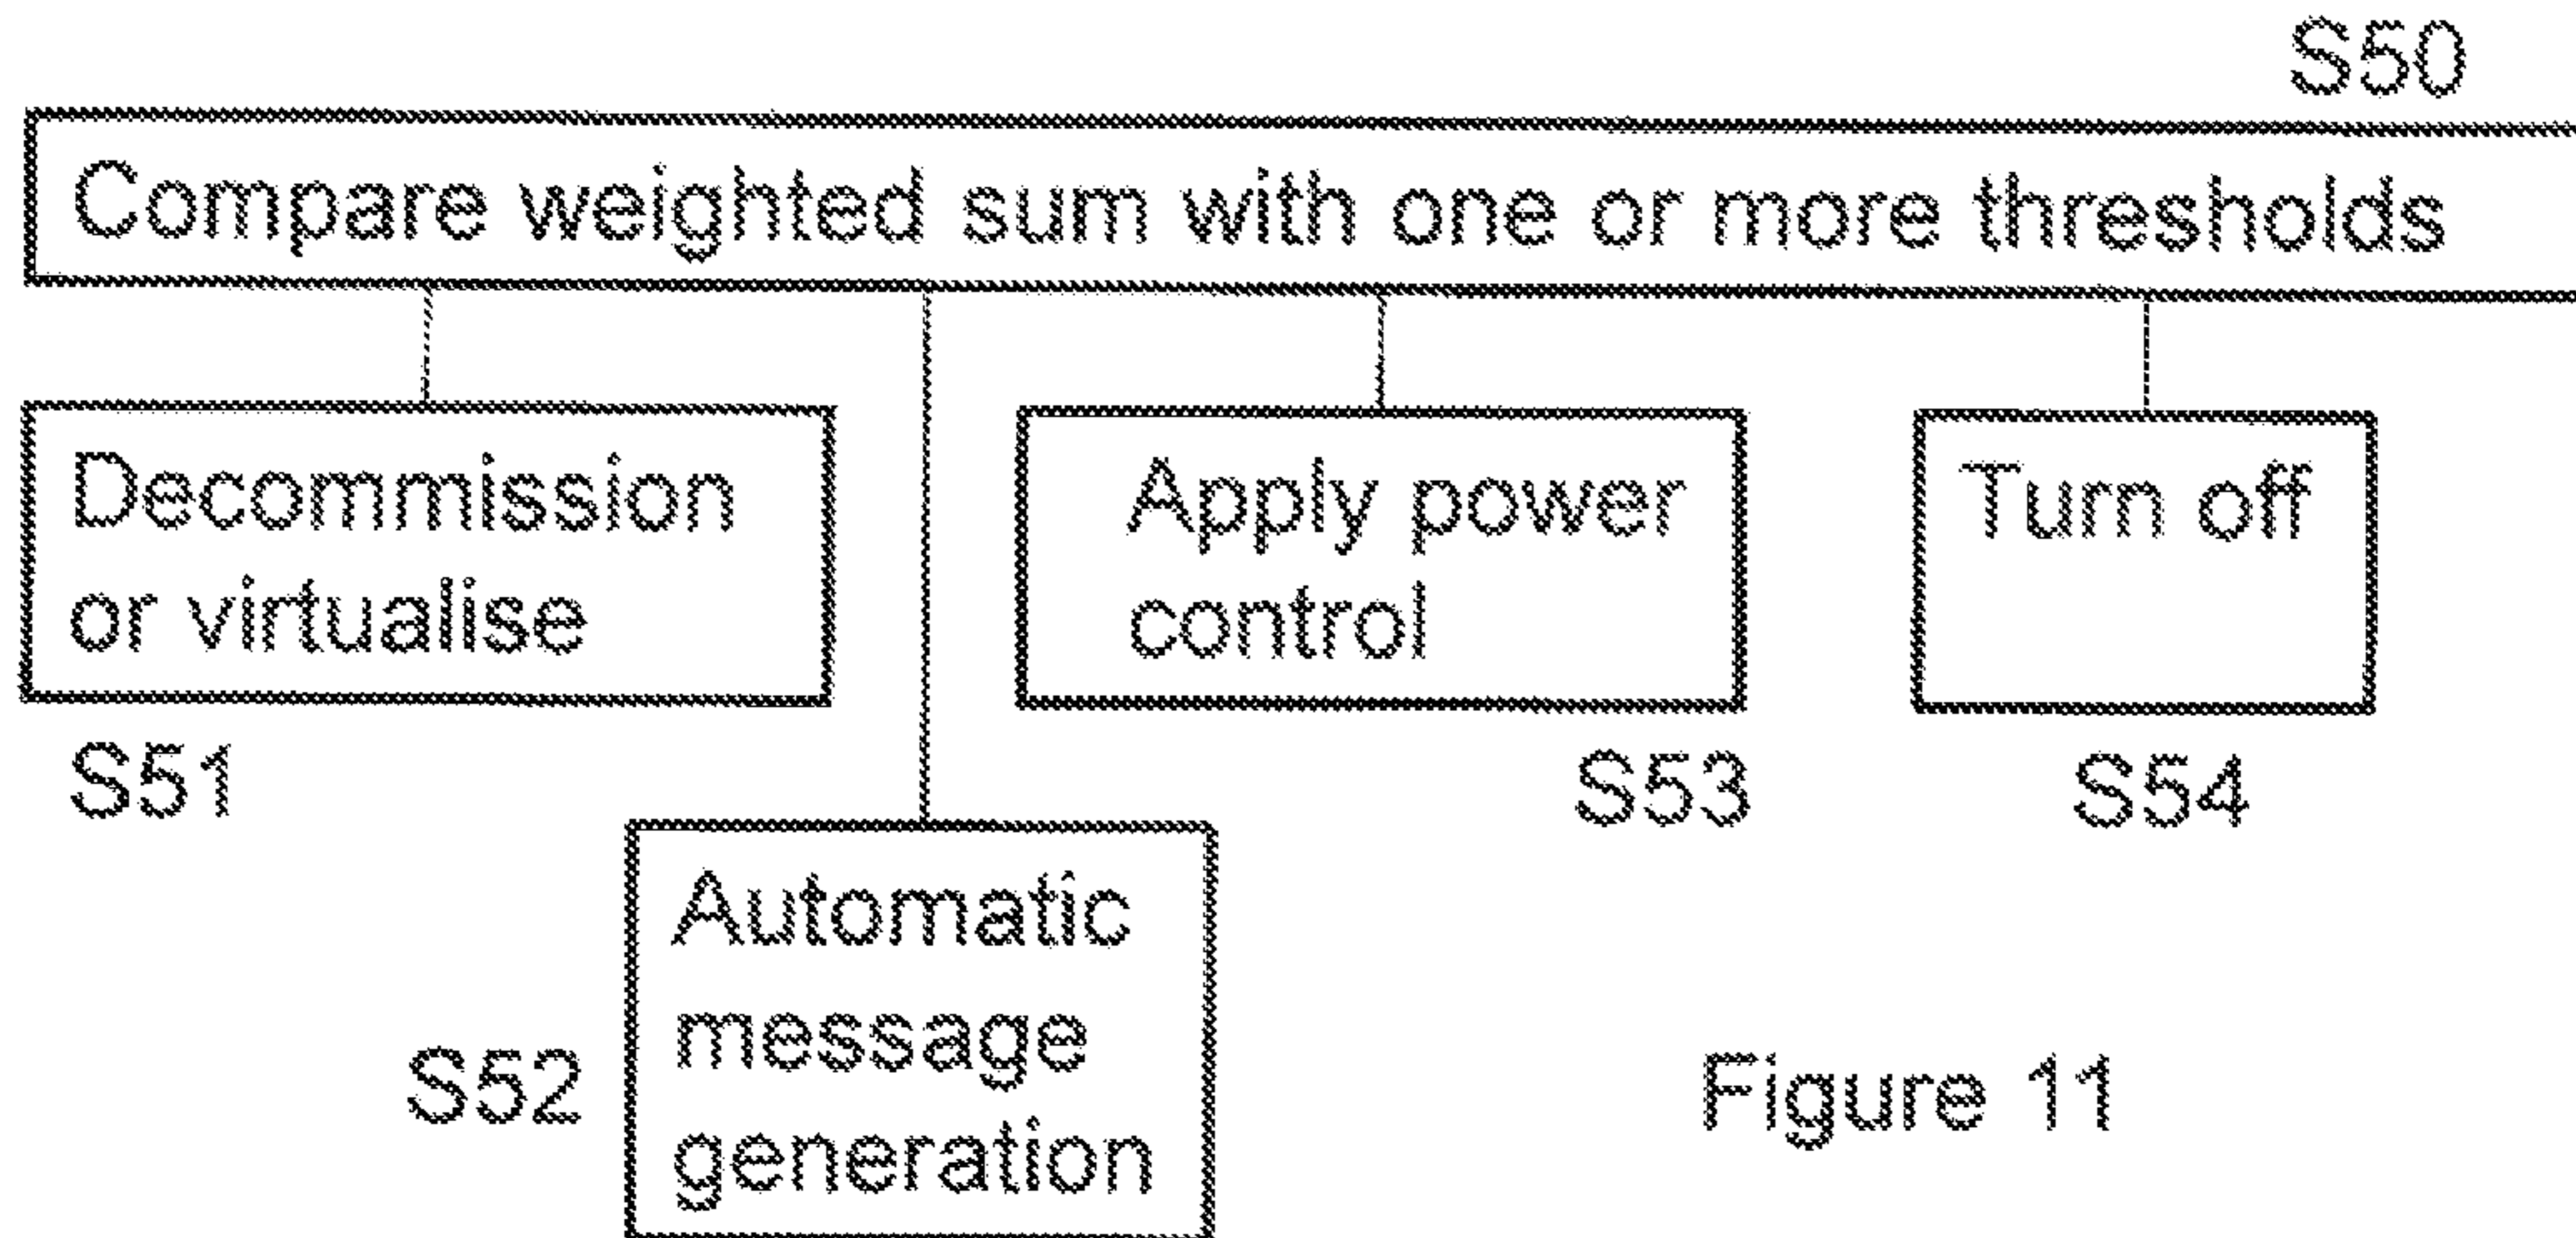 S50
Compare weighted sum with one or more thresholds
Decommission
or virtualise
S51
Apply power
control
S53
Turn off
S54
Automatic
message
generation
S52
Figure 11